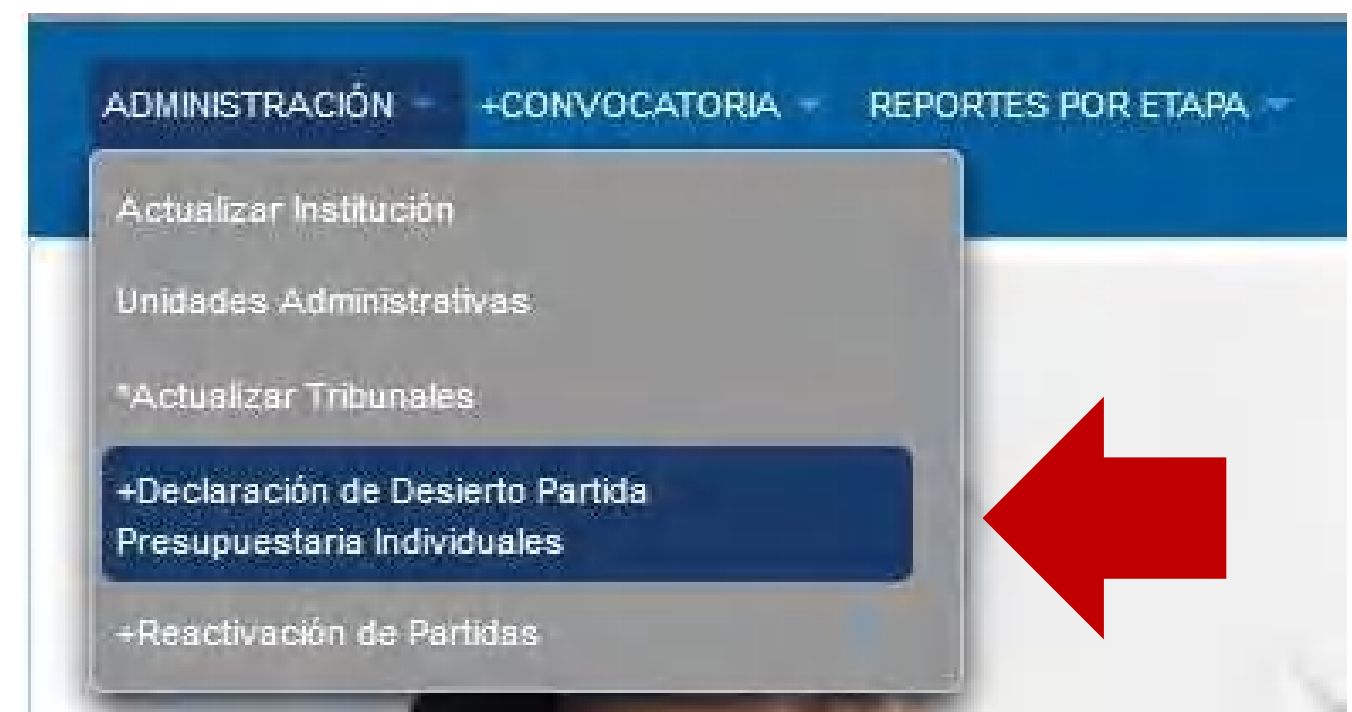 ADMINISTRACIÓN +CONVOCATORIA REPORTES POR ETAPA
Actualizar Institución
Unidades Administrativas
*Actualizar Tribunales
+Declaración de Desierto Partida
Presupuestaria Individuales
+Reactivación de Partidas